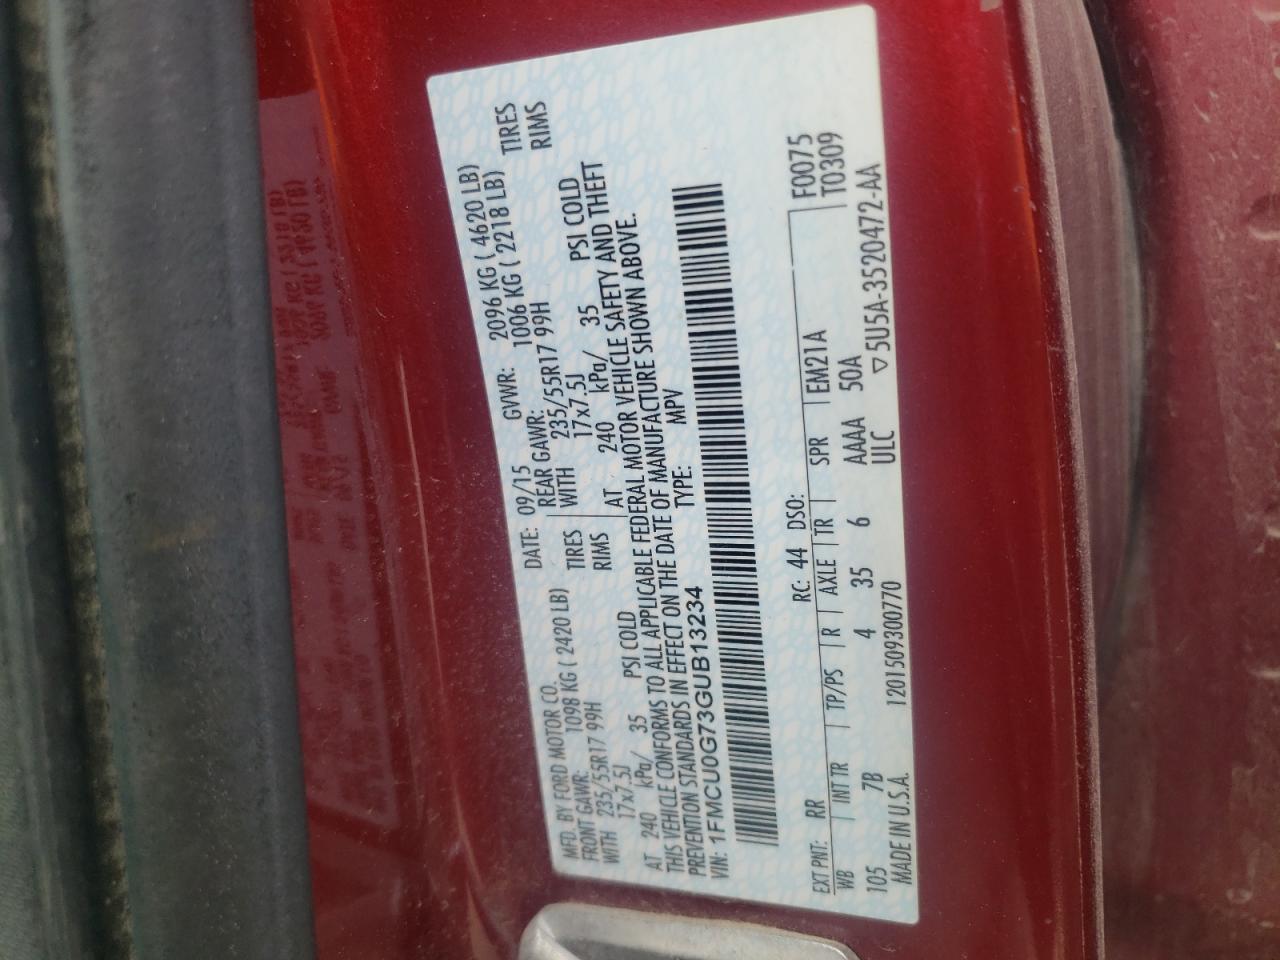 MFD. BY FORD MOTOR CO. DATE: 09/15 GVWR: 2096 KG ( 4620 LB)
FRONT GAWR: 1098 KG ( 2420 LB) REAR GAWR: 1006 KG ( 2218 LB)
WITH 235/55R17 99H TIRES WITH 235/55R17 99H TIRES
17x7.5J RIMS 17x7.5J RIMS
AT 240 kPa/ 35 PSI COLD AT 240 kPa/ 35 PSI COLD
THIS VEHICLE CONFORMS TO ALL APPLICABLE FEDERAL MOTOR VEHICLE SAFETY AND THEFT
PREVENTION STANDARDS IN EFFECT ON THE DATE OF MANUFACTURE SHOWN ABOVE.
VIN: 1FMCU0G73GUB13234 TYPE: MPV
F0075
T0309
EXT PNT: RR RC: 44 DSO:
WB INT TR TP/PS R AXLE TR SPR EM21A
105 7B 4 35 6 AAAA 50A
ULC
MADE IN U.S.A. 1201509300770 ▽5U5A-3520472-AA